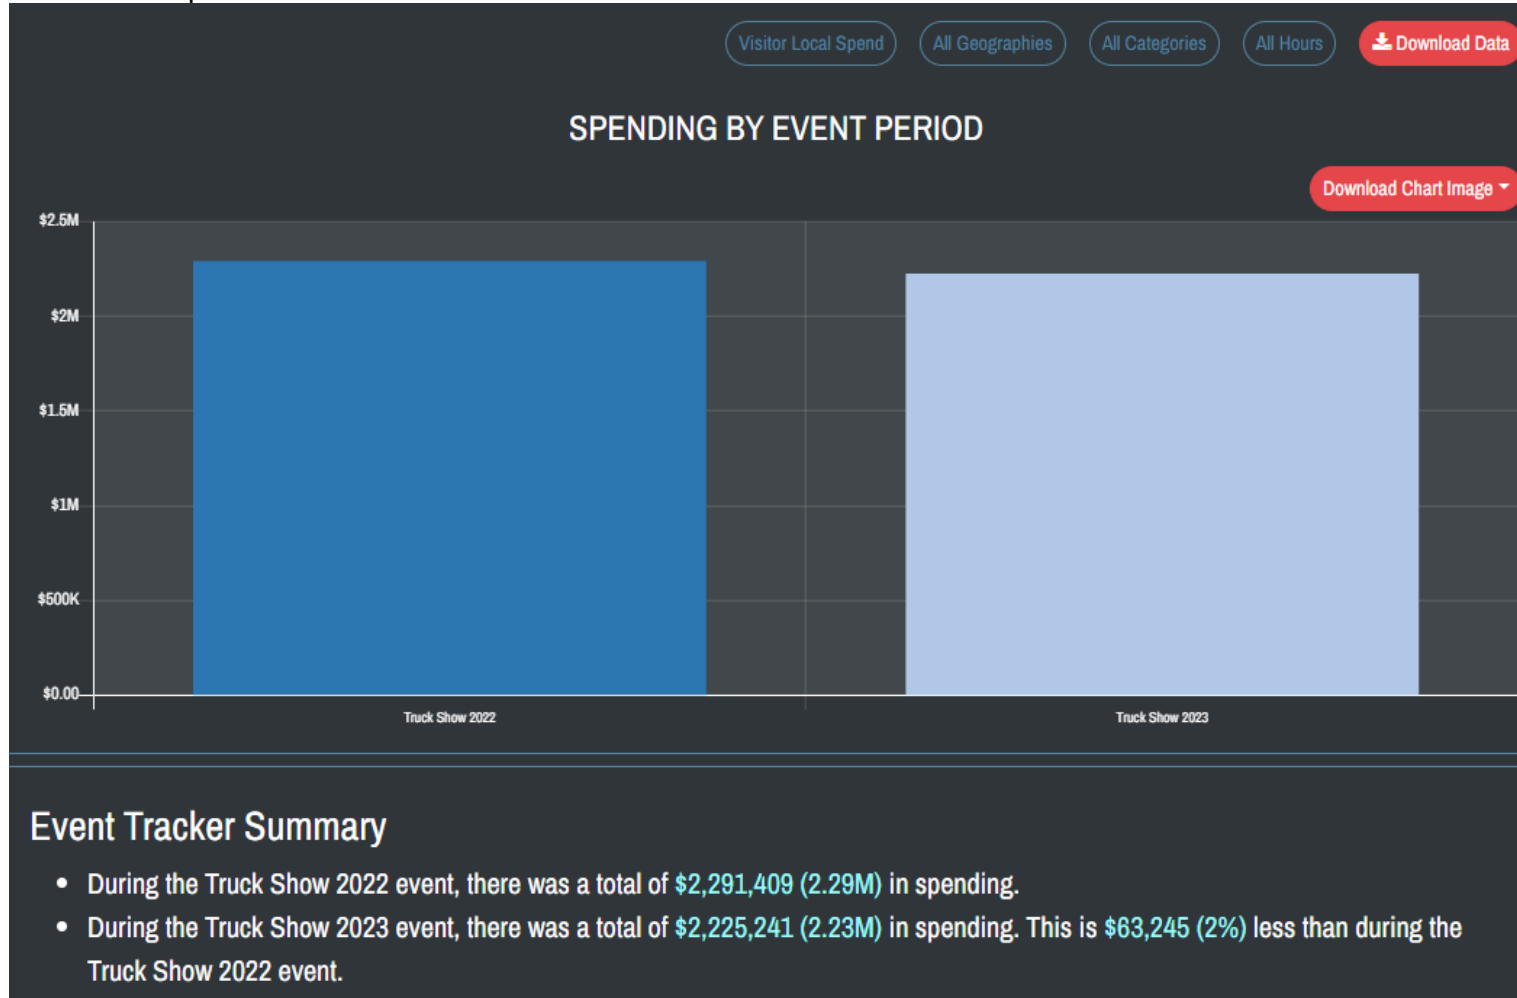 Visitor Local Spend All Geographies All Categories All Hours Download Data
SPENDING BY EVENT PERIOD
Download Chart Image
$2.5M
$2M
$1.5M
$1M
$500K
$0.00
Truck Show 2022 Truck Show 2023
Event Tracker Summary
• During the Truck Show 2022 event, there was a total of $2,291,409 (2.29M) in spending.
• During the Truck Show 2023 event, there was a total of $2,225,241 (2.23M) in spending. This is $63,245 (2%) less than during the
Truck Show 2022 event.